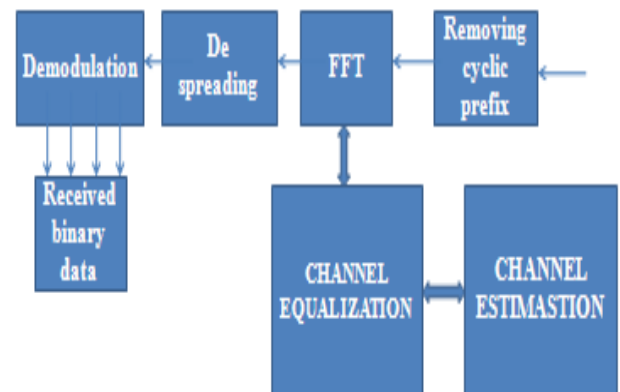 Demodulation
De
spreading
FFT
Removing
cyclic
prefix
Received
binary
data
CHANNEL
EQUALIZATION
CHANNEL
ESTIMASTION